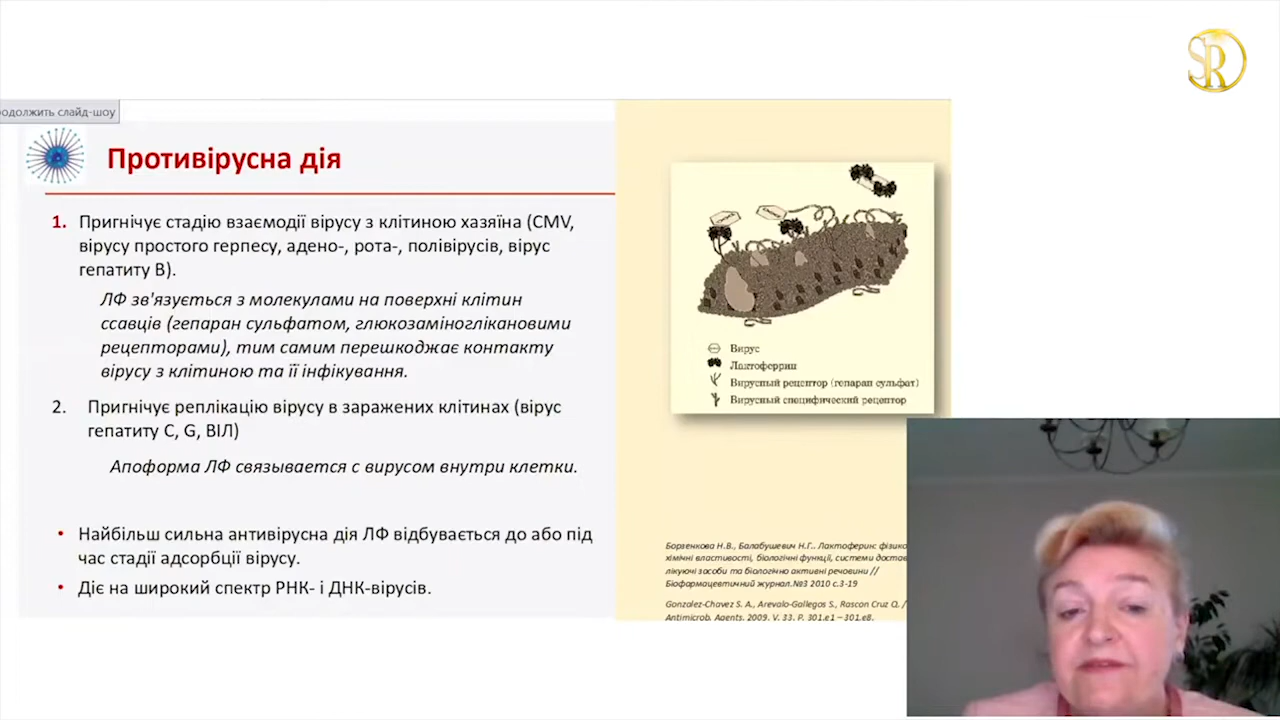 SR
родолжить слайд-шоу
Противірусна дія
1. Пригнічує стадію взаємодії вірусу з клітиною хазяїна (CMV,
вірусу простого герпесу, адено-, рота-, полівірусів, вірус
гепатиту В).
ЛФ зв'язується з молекулами на поверхні клітин
ссавців (гепаран сульфатом, глюкозаміноглікановими
рецепторами), тим самим перешкоджає контакту
вірусу з клітиною та її інфікування.
2. Пригнічує реплікацію вірусу в заражених клітинах (вірус
гепатиту С, G, ВІЛ)
Апоформа ЛФ связывается с вирусом внутри клетки.
• Найбільш сильна антивірусна дія ЛФ відбувається до або під
час стадії адсорбції вірусу.
• Діє на широкий спектр РНК- і ДНК-вірусів.
Вирус
Лактоферрин
Вирусный рецептор (гепарап сульфат)
Вирусный специфический рецептор
Борзенкова Н.В., Балабушевич Н.Г.. Лактоферин: фізико
хімічні властивості, біологічні функції, системи достав
лікуючі засоби та біологічно активні речовини //
Біофармацевтичний журнал.№3 2010 с.3-19
Gonzalez-Chavez S. A., Arevalo-Gallegos S., Rascon Cruz Q. /
Antimicrob. Agents. 2009. V. 33. P. 301.e1 – 301.e8.